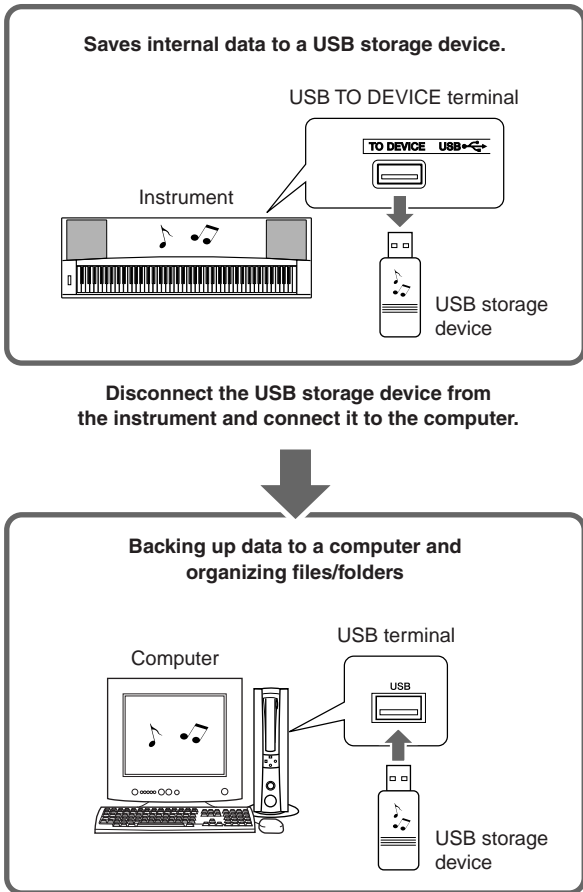 Saves internal data to a USB storage device.
USB TO DEVICE terminal
TO DEVICE USB
Instrument
USB storage
device
Disconnect the USB storage device from
the instrument and connect it to the computer.
Backing up data to a computer and
organizing files/folders
USB terminal
Computer
USB
USB storage
device